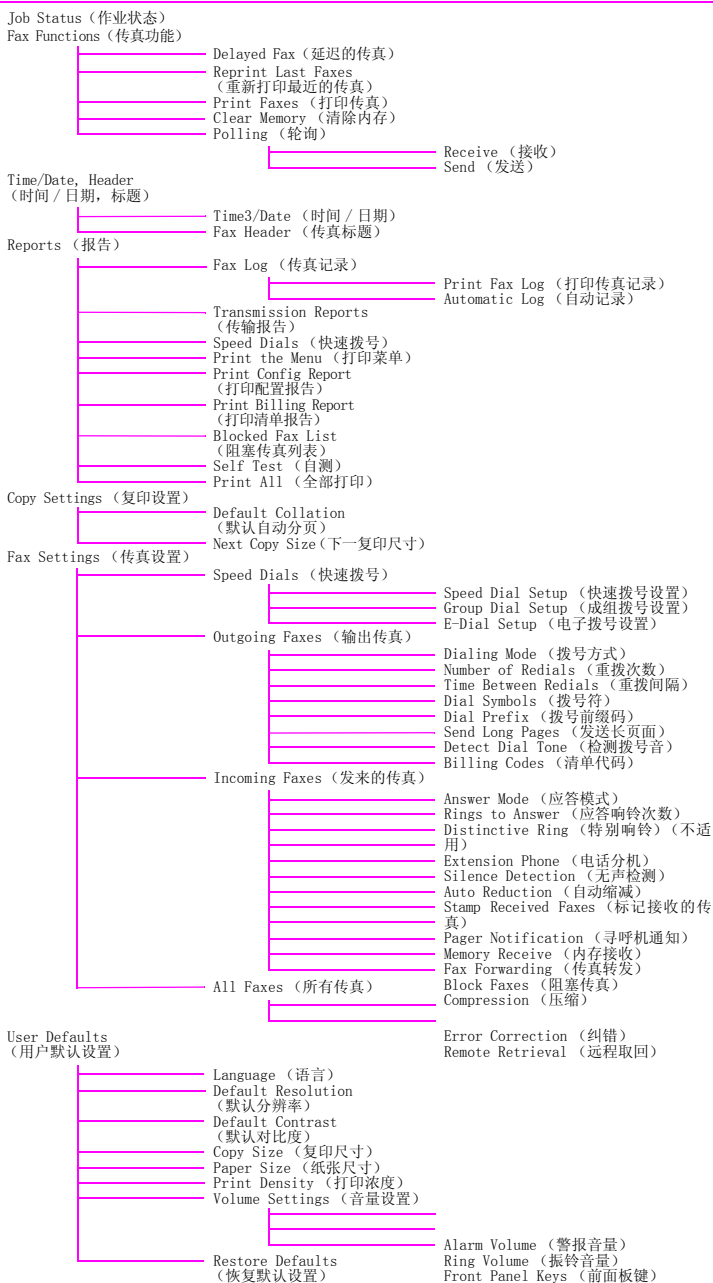 Job Status（作业状态）
Fax Functions（传真功能）
Delayed Fax（延迟的传真）
Reprint Last Faxes
（重新打印最近的传真）
Print Faxes（打印传真）
Clear Memory（清除内存）
Polling（轮询）
Receive（接收）
Send（发送）
Time/Date, Header
（时间/日期，标题）
Time3/Date（时间/日期）
Fax Header（传真标题）
Reports（报告）
Fax Log（传真记录）
Print Fax Log（打印传真记录）
Automatic Log（自动记录）
Transmission Reports
（传输报告）
Speed Dials（快速拨号）
Print the Menu（打印菜单）
Print Config Report
（打印配置报告）
Print Billing Report
（打印清单报告）
Blocked Fax List
（阻塞传真列表）
Self Test（自测）
Print All（全部打印）
Copy Settings（复印设置）
Default Collation
（默认自动分页）
Next Copy Size（下一复印尺寸）
Fax Settings（传真设置）
Speed Dials（快速拨号）
Speed Dial Setup（快速拨号设置）
Group Dial Setup（成组拨号设置）
E-Dial Setup（电子拨号设置）
Outgoing Faxes（输出传真）
Dialing Mode（拨号方式）
Number of Redials（重拨次数）
Time Between Redials（重拨间隔）
Dial Symbols（拨号符）
Dial Prefix（拨号前缀码）
Send Long Pages（发送长页面）
Detect Dial Tone（检测拨号音）
Billing Codes（清单代码）
Incoming Faxes（发来的传真）
Answer Mode（应答模式）
Rings to Answer（应答响铃次数）
Distinctive Ring（特别响铃）（不适
用）
Extension Phone（电话分机）
Silence Detection（无声检测）
Auto Reduction（自动缩减）
Stamp Received Faxes（标记接收的传
真）
Pager Notification（寻呼机通知）
Memory Receive（内存接收）
Fax Forwarding（传真转发）
All Faxes（所有传真）
Block Faxes（阻塞传真）
Compression（压缩）
Error Correction（纠错）
Remote Retrieval（远程取回）
User Defaults
（用户默认设置）
Language（语言）
Default Resolution
（默认分辨率）
Default Contrast
（默认对比度）
Copy Size（复印尺寸）
Paper Size（纸张尺寸）
Print Density（打印浓度）
Volume Settings（音量设置）
Alarm Volume（警报音量）
Ring Volume（振铃音量）
Front Panel Keys（前面板键）
Restore Defaults
（恢复默认设置）